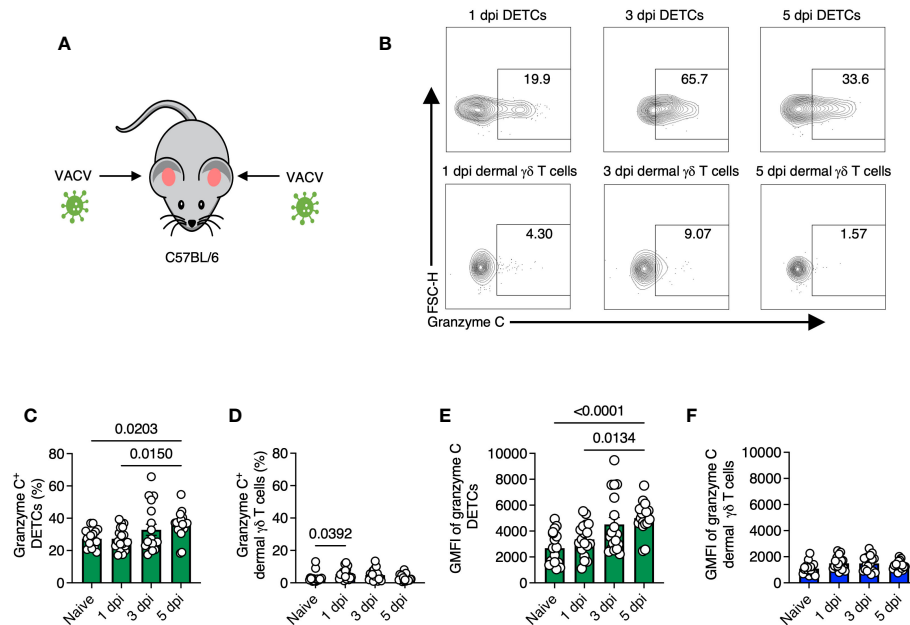 A
VACV
VACV
C57BL/6
B
1 dpi DETCs
3 dpi DETCs
5 dpi DETCs
19.9
65.7
33.6
1 dpi dermal γδ T cells
3 dpi dermal γδ T cells
5 dpi dermal γδ T cells
4.30
9.07
1.57
FSC-H
Granzyme C
C
0.0203
0.0150
Granzyme C+
DETCs (%)
80
60
40
20
0
Naive
1 dpi
3 dpi
5 dpi
D
0.0392
Granzyme C+
dermal γδ T cells (%)
80
60
40
20
0
Naive
1 dpi
3 dpi
5 dpi
E
<0.0001
0.0134
GMFI of granzyme C
DETCs
10000
8000
6000
4000
2000
0
Naive
1 dpi
3 dpi
5 dpi
F
GMFI of granzyme C
dermal γδ T cells
10000
8000
6000
4000
2000
0
Naive
1 dpi
3 dpi
5 dpi